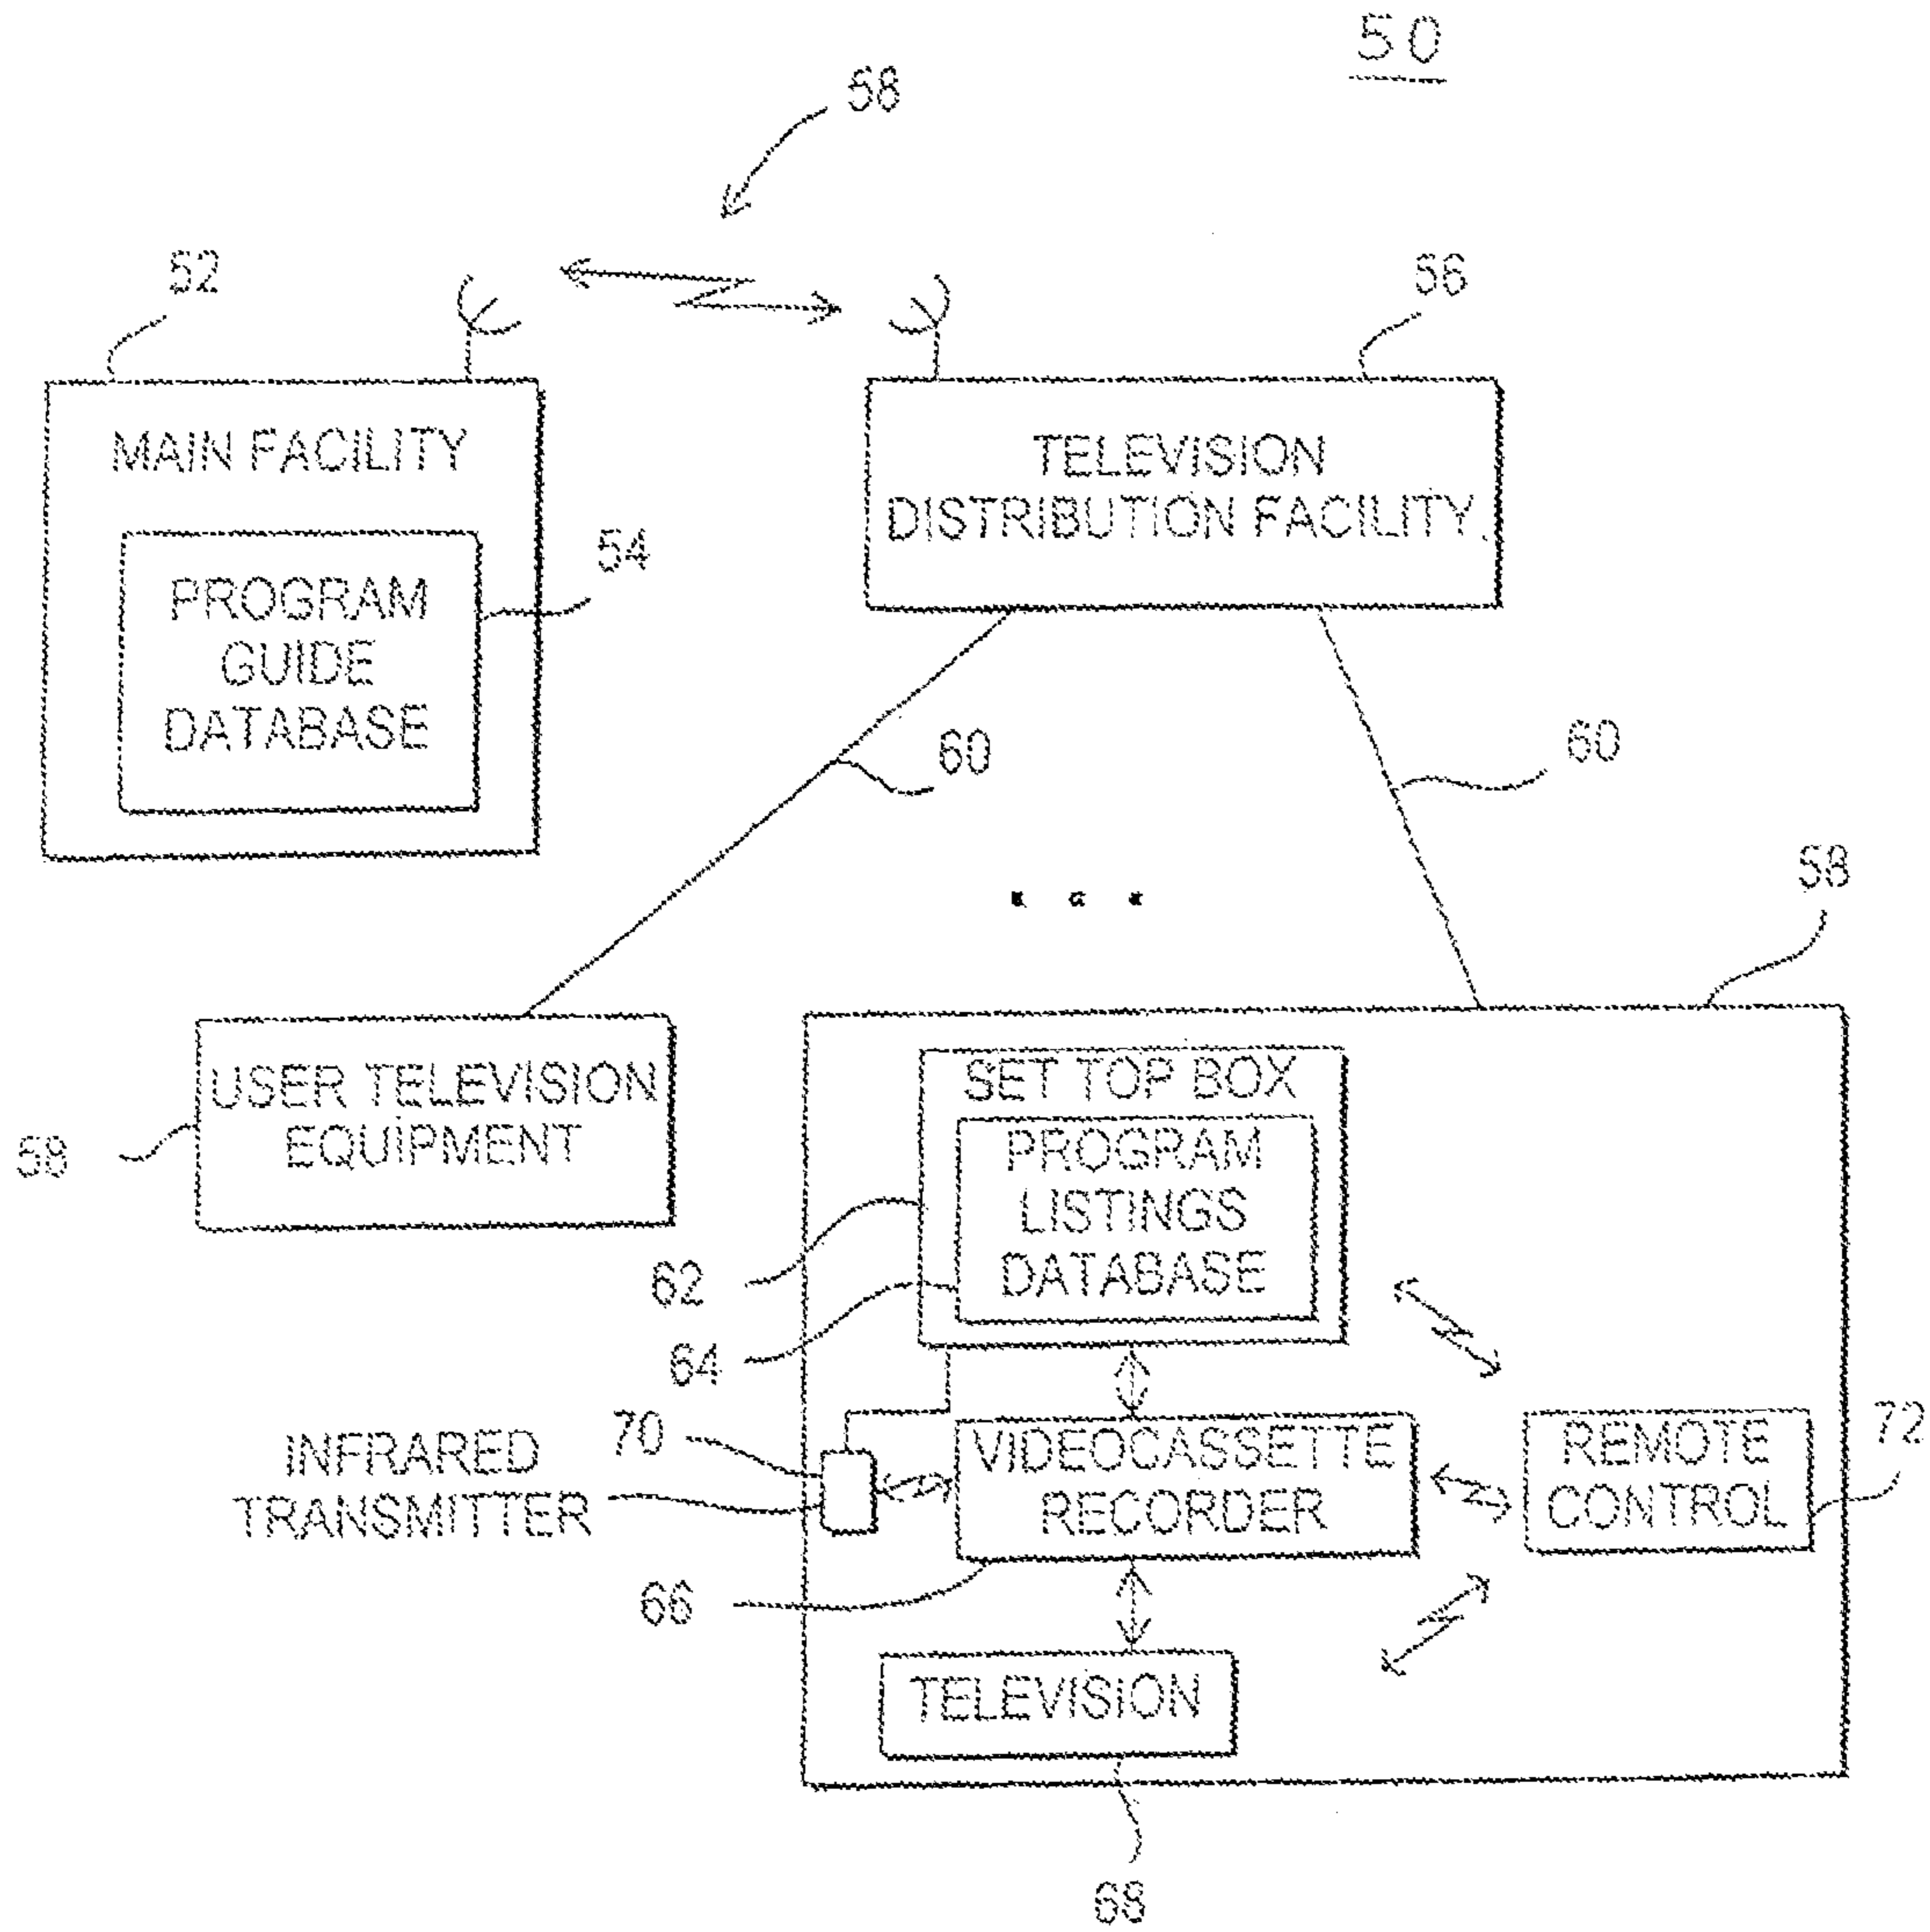 50
58
52
56
MAIN FACILITY
TELEVISION
DISTRIBUTION FACILITY
54
PROGRAM
GUIDE
DATABASE
60
60
58
USER TELEVISION
EQUIPMENT
58
SET TOP BOX
PROGRAM
LISTINGS
DATABASE
62
64
70
INFRARED
TRANSMITTER
VIDEOCASSETTE
RECORDER
REMOTE
CONTROL
72
66
TELEVISION
68